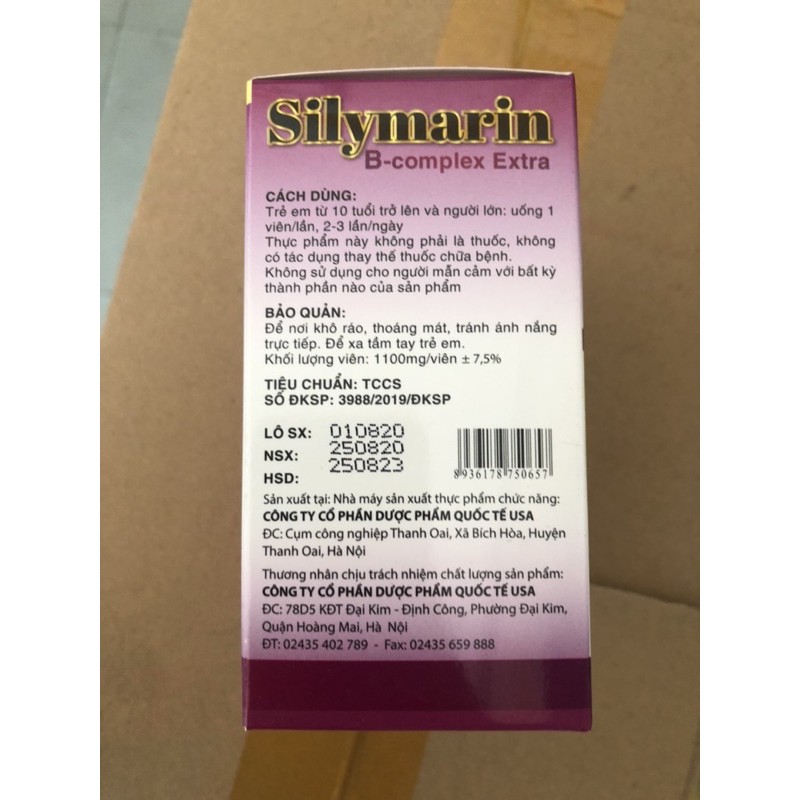 Silymarin
B-complex Extra
CÁCH DÙNG:
Trẻ em từ 10 tuổi trở lên và người lớn: uống 1
viên/lần, 2-3 lần/ngày
Thực phẩm này không phải là thuốc, không
có tác dụng thay thế thuốc chữa bệnh.
Không sử dụng cho người mẫn cảm với bất kỳ
thành phần nào của sản phẩm
BẢO QUẢN:
Để nơi khô ráo, thoáng mát, tránh ánh nắng
trực tiếp. Để xa tầm tay trẻ em.
Khối lượng viên: 1100mg/viên ± 7,5%
TIÊU CHUẨN: TCCS
SỐ ĐKSP: 3988/2019/ĐKSP
LÔ SX: 010820
NSX: 250820
HSD: 250823
8936178750657
Sản xuất tại: Nhà máy sản xuất thực phẩm chức năng:
CÔNG TY CỔ PHẦN DƯỢC PHẨM QUỐC TẾ USA
ĐC: Cụm công nghiệp Thanh Oai, Xã Bích Hòa, Huyện
Thanh Oai, Hà Nội
Thương nhân chịu trách nhiệm chất lượng sản phẩm:
CÔNG TY CỔ PHẦN DƯỢC PHẨM QUỐC TẾ USA
ĐC: 78D5 KĐT Đại Kim - Định Công, Phường Đại Kim,
Quận Hoàng Mai, Hà Nội
ĐT: 02435 402 789 - Fax: 02435 659 888